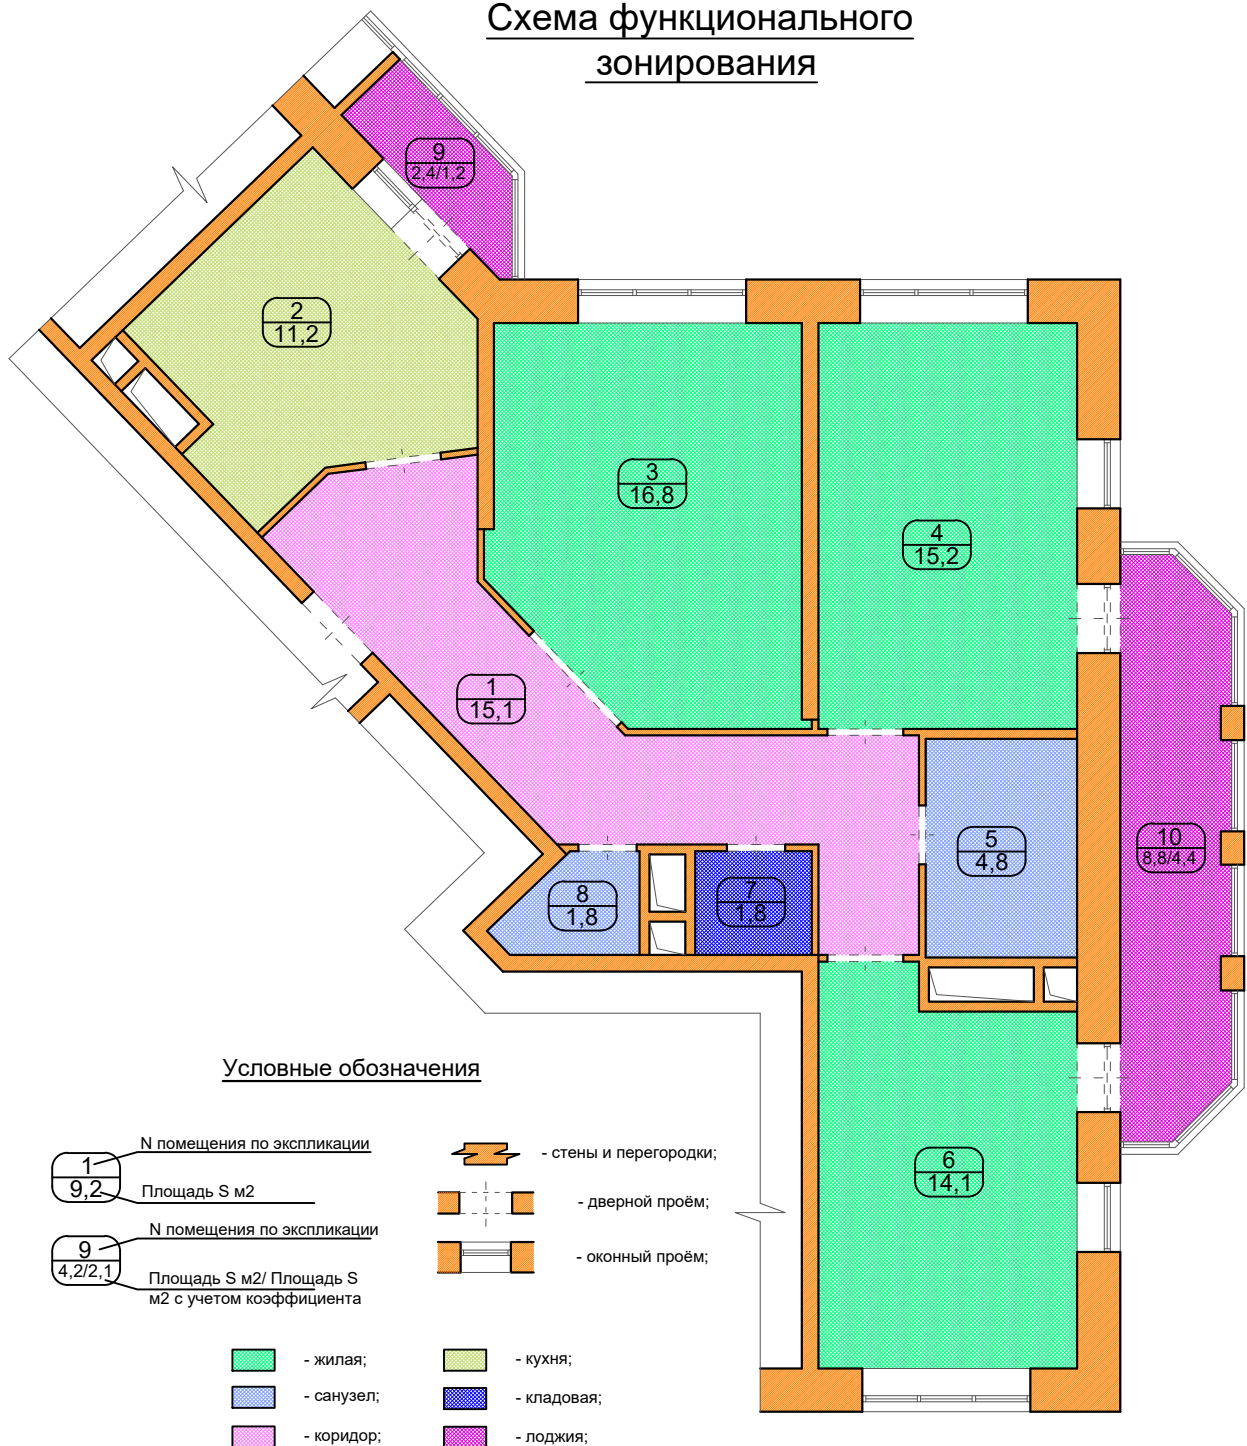 Схема функционального
зонирования
9
2,4/1,2
2
11,2
3
16,8
4
15,2
1
15,1
5
4,8
10
8,8/4,4
8
1,8
7
1,8
6
14,1
Условные обозначения
N помещения по экспликации
1
9,2
Площадь S м2
N помещения по экспликации
9
4,2/2,1
Площадь S м2/ Площадь S
м2 с учетом коэффициента
- стены и перегородки;
- дверной проём;
- оконный проём;
- жилая;
- кухня;
- санузел;
- кладовая;
- коридор;
- лоджия;